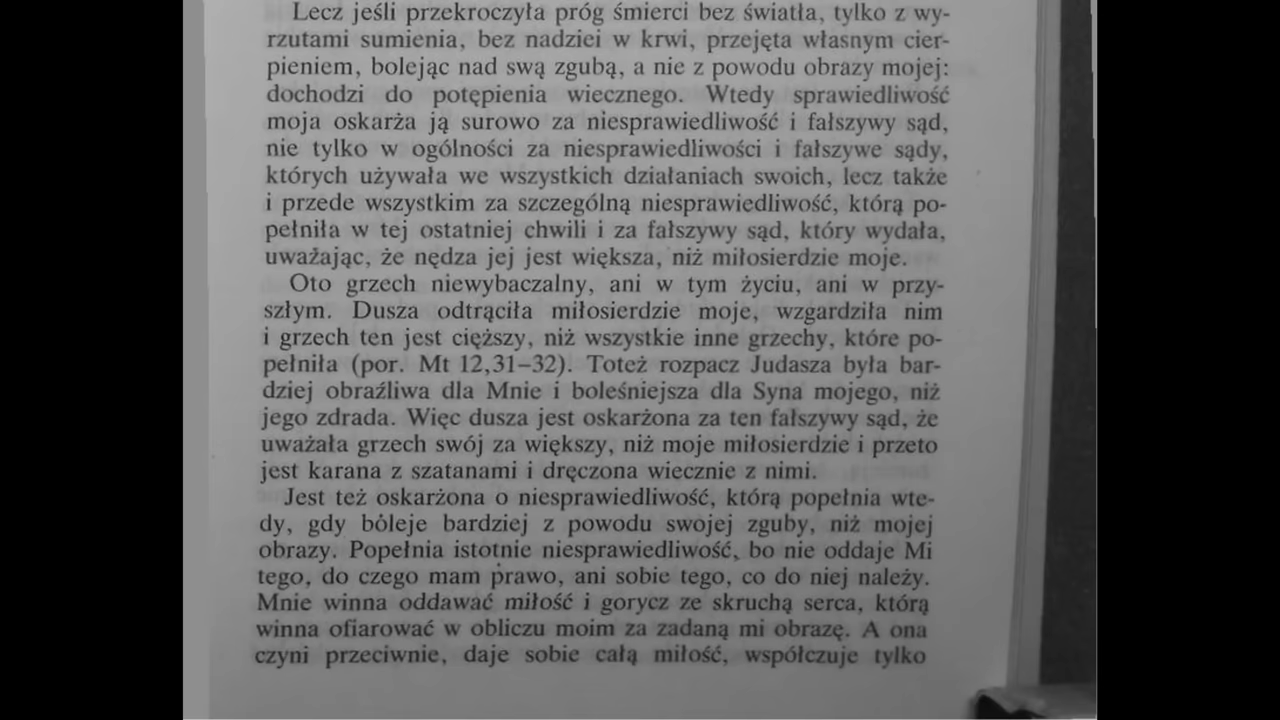 Lecz jeśli przekroczyła próg śmierci bez światła, tylko z wy-
rzutami sumienia, bez nadziei w krwi, przejęta własnym cier-
pieniem, bolejąc nad swą zgubą, a nie z powodu obrazy mojej:
dochodzi do potępienia wiecznego. Wtedy sprawiedliwość
moja oskarża ją surowo za niesprawiedliwość i fałszywy sąd,
nie tylko w ogólności za niesprawiedliwości i fałszywe sądy,
których używała we wszystkich działaniach swoich, lecz także
i przede wszystkim za szczególną niesprawiedliwość, którą po-
pełniła w tej ostatniej chwili i za fałszywy sąd, który wydała,
uważając, że nędza jej jest większa, niż miłosierdzie moje.
Oto grzech niewybaczalny, ani w tym życiu, ani w przy-
szłym. Dusza odtrąciła miłosierdzie moje, wzgardziła nim
i grzech ten jest cięższy, niż wszystkie inne grzechy, które po-
pełniła (por. Mt 12,31–32). Toteż rozpacz Judasza była bar-
dziej obraźliwa dla Mnie i boleśniejsza dla Syna mojego, niż
jego zdrada. Więc dusza jest oskarżona za ten fałszywy sąd, że
uważała grzech swój za większy, niż moje miłosierdzie i przeto
jest karana z szatanami i dręczona wiecznie z nimi.
Jest też oskarżona o niesprawiedliwość, którą popełnia wte-
dy, gdy boleje bardziej z powodu swojej zguby, niż mojej
obrazy. Popełnia istotnie niesprawiedliwość, bo nie oddaje Mi
tego, do czego mam prawo, ani sobie tego, co do niej należy.
Mnie winna oddawać miłość i gorycz ze skruchą serca, którą
winna ofiarować w obliczu moim za zadaną mi obrazę. A ona
czyni przeciwnie, daje sobie całą miłość, współczuje tylko